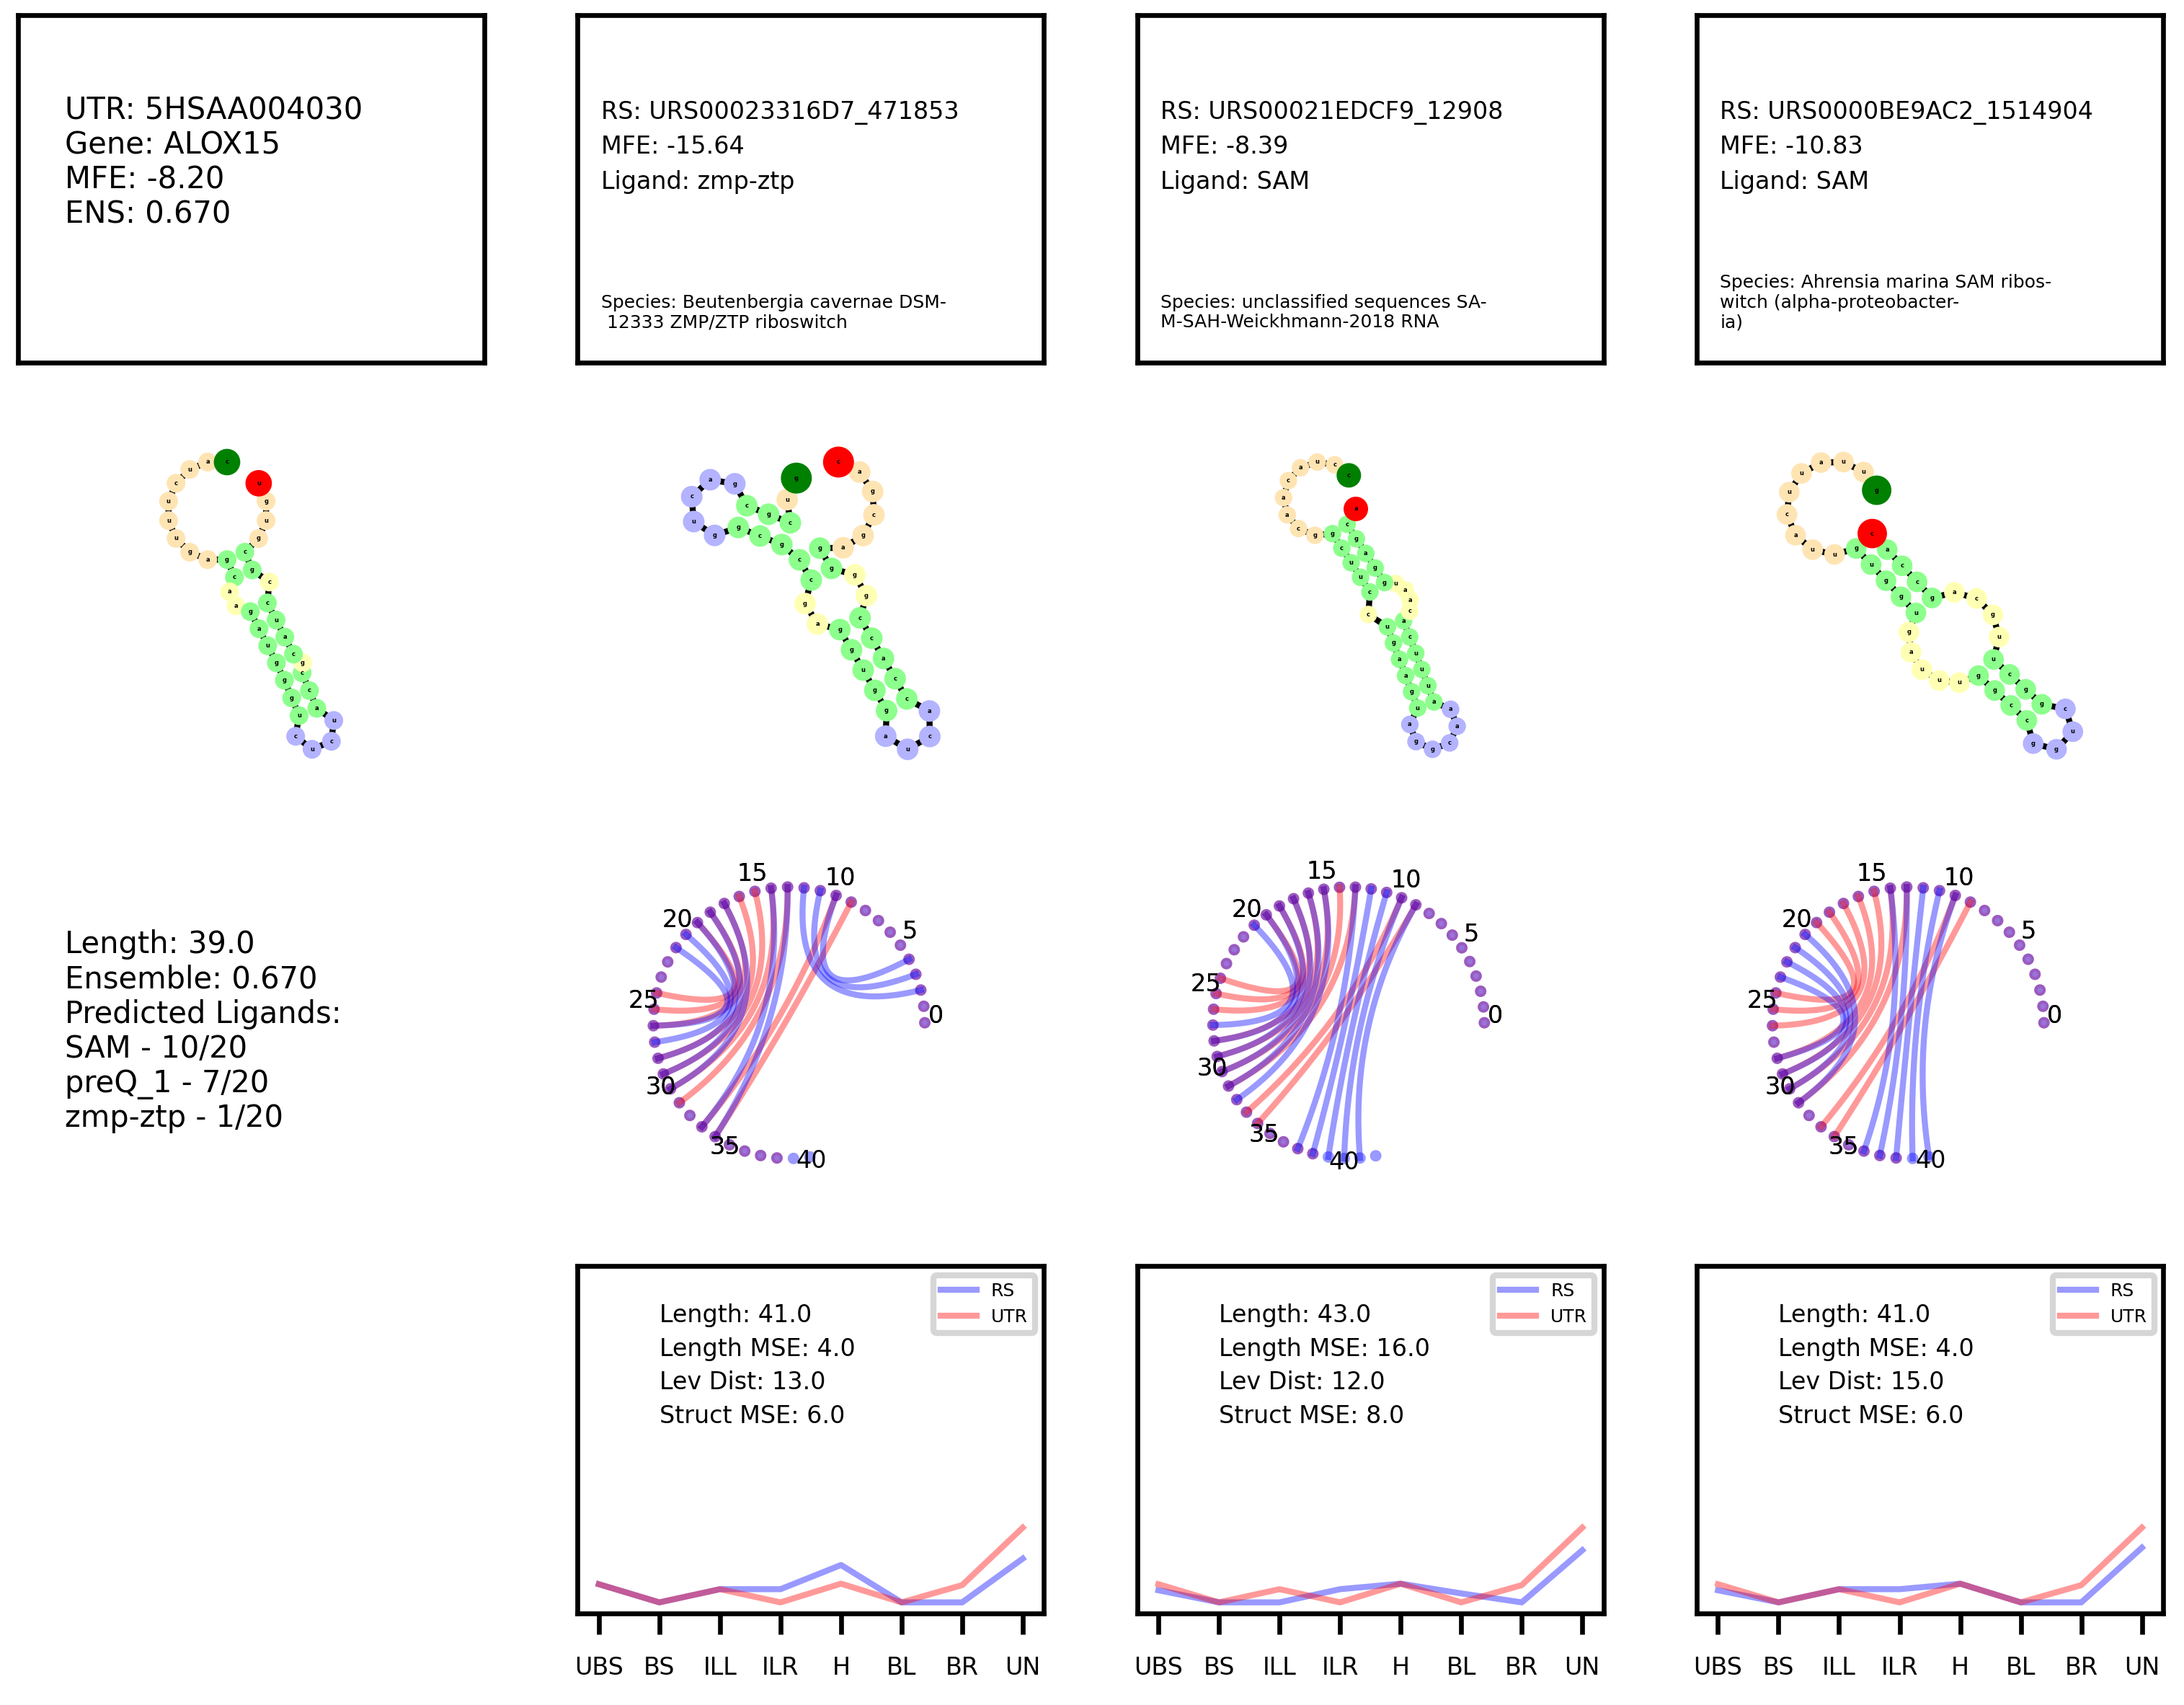 UTR: 5HSAA004030
Gene: ALOX15
MFE: -8.20
ENS: 0.670
RS: URS00023316D7_471853
MFE: -15.64
Ligand: zmp-ztp
Species: Beutenbergia cavernae DSM-
12333 ZMP/ZTP riboswitch
RS: URS00021EDCF9_12908
MFE: -8.39
Ligand: SAM
Species: unclassified sequences SA-
M-SAH-Weickhmann-2018 RNA
RS: URS0000BE9AC2_1514904
MFE: -10.83
Ligand: SAM
Species: Ahrensia marina SAM ribos-
witch (alpha-proteobacter-
ia)
Length: 39.0
Ensemble: 0.670
Predicted Ligands:
SAM - 10/20
preQ_1 - 7/20
zmp-ztp - 1/20
0
5
10
15
20
25
30
35
40
0
5
10
15
20
25
30
35
40
0
5
10
15
20
25
30
35
40
RS
UTR
Length: 41.0
Length MSE: 4.0
Lev Dist: 13.0
Struct MSE: 6.0
UBS BS ILL ILR H BL BR UN
RS
UTR
Length: 43.0
Length MSE: 16.0
Lev Dist: 12.0
Struct MSE: 8.0
UBS BS ILL ILR H BL BR UN
RS
UTR
Length: 41.0
Length MSE: 4.0
Lev Dist: 15.0
Struct MSE: 6.0
UBS BS ILL ILR H BL BR UN